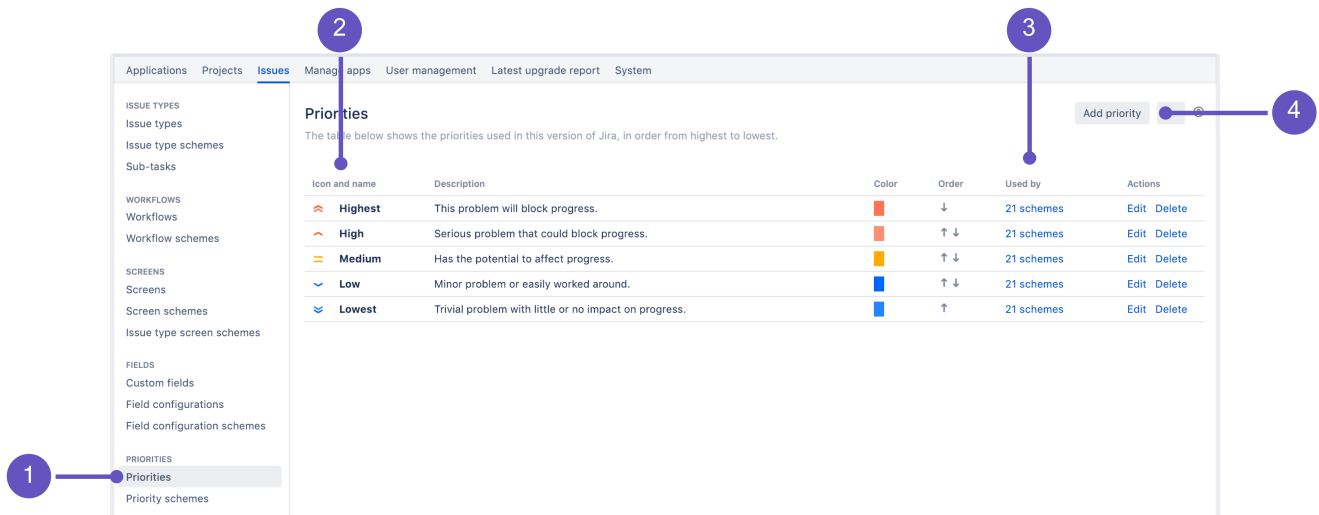 2
3
Applications Projects Issues Manage apps User management Latest upgrade report System
ISSUE TYPES
Issue types
Issue type schemes
Sub-tasks
WORKFLOWS
Workflows
Workflow schemes
SCREENS
Screens
Screen schemes
Issue type screen schemes
FIELDS
Custom fields
Field configurations
Field configuration schemes
PRIORITIES
1
Priorities
Priority schemes
Priorities
Add priority
4
The table below shows the priorities used in this version of Jira, in order from highest to lowest.
Icon and name Description Color Order Used by Actions
Highest This problem will block progress. 21 schemes Edit Delete
High Serious problem that could block progress. 21 schemes Edit Delete
Medium Has the potential to affect progress. 21 schemes Edit Delete
Low Minor problem or easily worked around. 21 schemes Edit Delete
Lowest Trivial problem with little or no impact on progress. 21 schemes Edit Delete